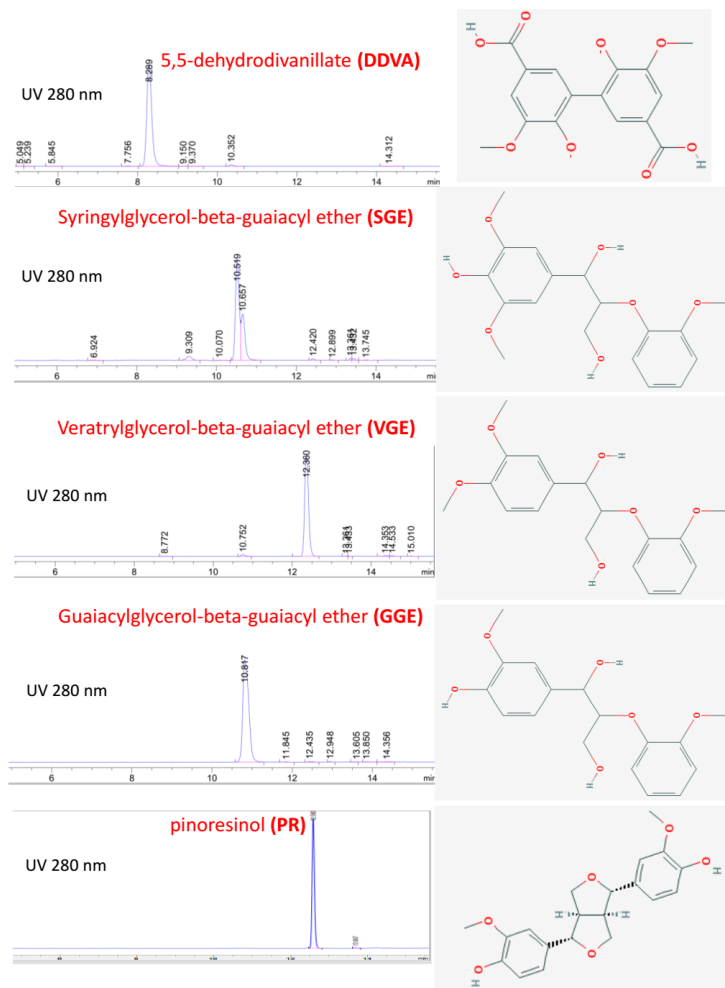 5,5-dehydrodivanillate (DDVA)
UV 280 nm
5.049
5.239
5.845
7.756
8.289
9.150
9.370
10.352
14.312
6 8 10 12 14 min
H O O O O- O O- O O O H
Syringylglycerol-beta-guaiacyl ether (SGE)
UV 280 nm
6.924
9.309
10.070
10.519
10.657
12.420
12.899
13.432
13.745
6 8 10 12 14 min
O O H H O O O O O H
Veratrylglycerol-beta-guaiacyl ether (VGE)
UV 280 nm
8.772
10.752
12.360
13.433
14.353
14.533
15.010
8 10 12 14 min
O O O H O O O H
Guaiacylglycerol-beta-guaiacyl ether (GGE)
UV 280 nm
10.817
11.845
12.435
12.948
13.605
13.850
14.356
6 8 10 12 14 min
O H O O H O O O H
pinoresinol (PR)
UV 280 nm
O O H O H H O O O H